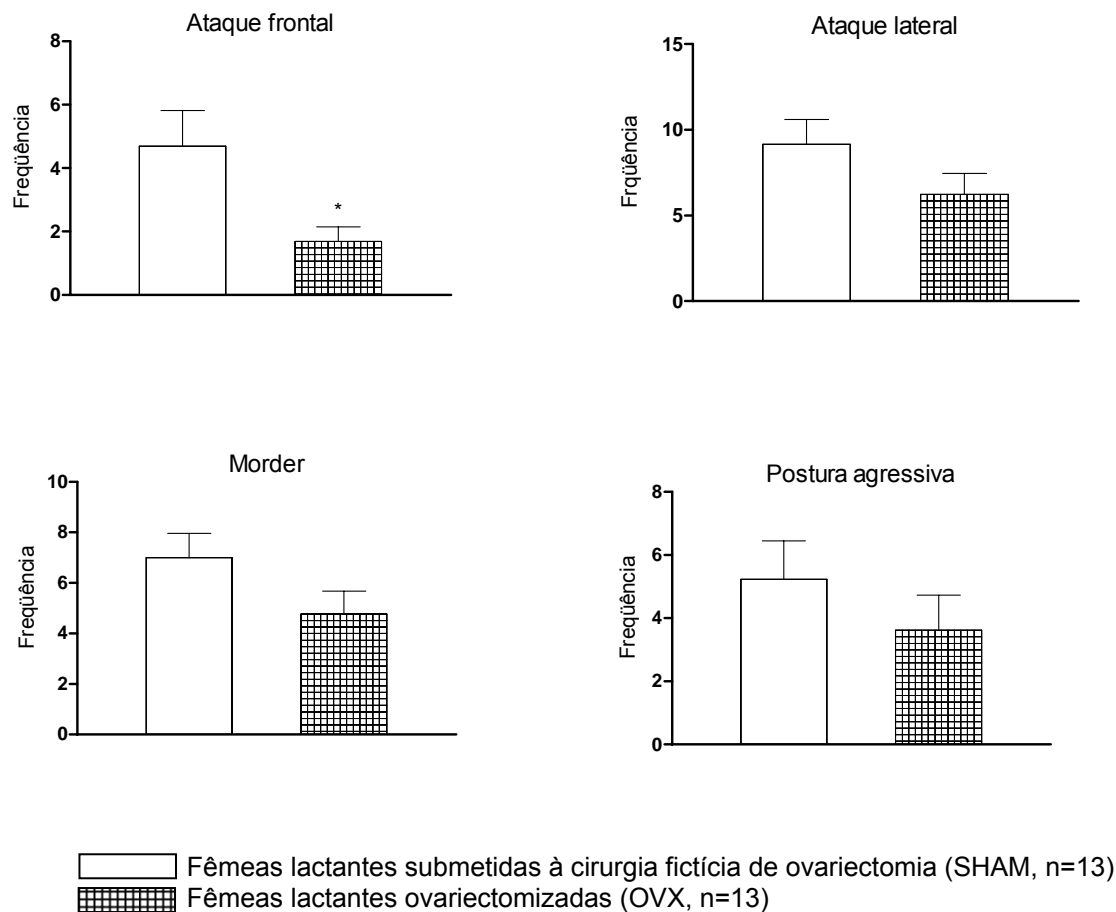 Ataque frontal
Freqüência
8
6
4
2
0
*
Ataque lateral
Frqüência
15
10
5
0
Morder
Freqüência
10
8
6
4
2
0
Postura agressiva
Freqüência
8
6
4
2
0
Fêmeas lactantes submetidas à cirurgia fictícia de ovariectomia (SHAM, n=13)
Fêmeas lactantes ovariectomizadas (OVX, n=13)